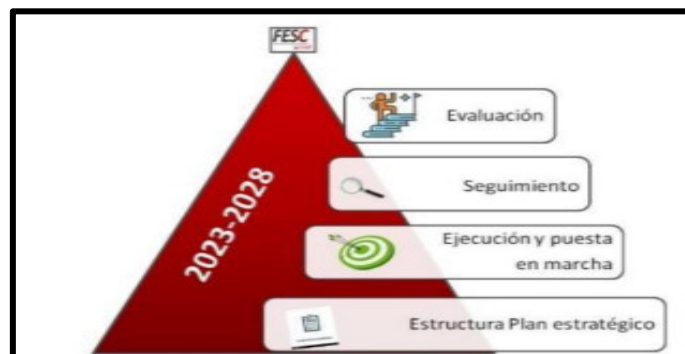 FESC
2023-2028
Evaluación
Seguimiento
Ejecución y puesta
en marcha
Estructura Plan estratégico